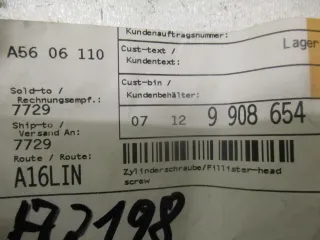 Kundenauftragsnummer:
A56 06 110
Cust-text /
Kundentext:
Lager
Cust-bin /
Kundenbehälter:
Sold-to /
Rechnungsempf.:
7729
07 12 9 908 654
Ship-to /
Versand An:
7729
Route / Route:
A16LIN
Zylinderschraube/Fillister-head
screw
A2198